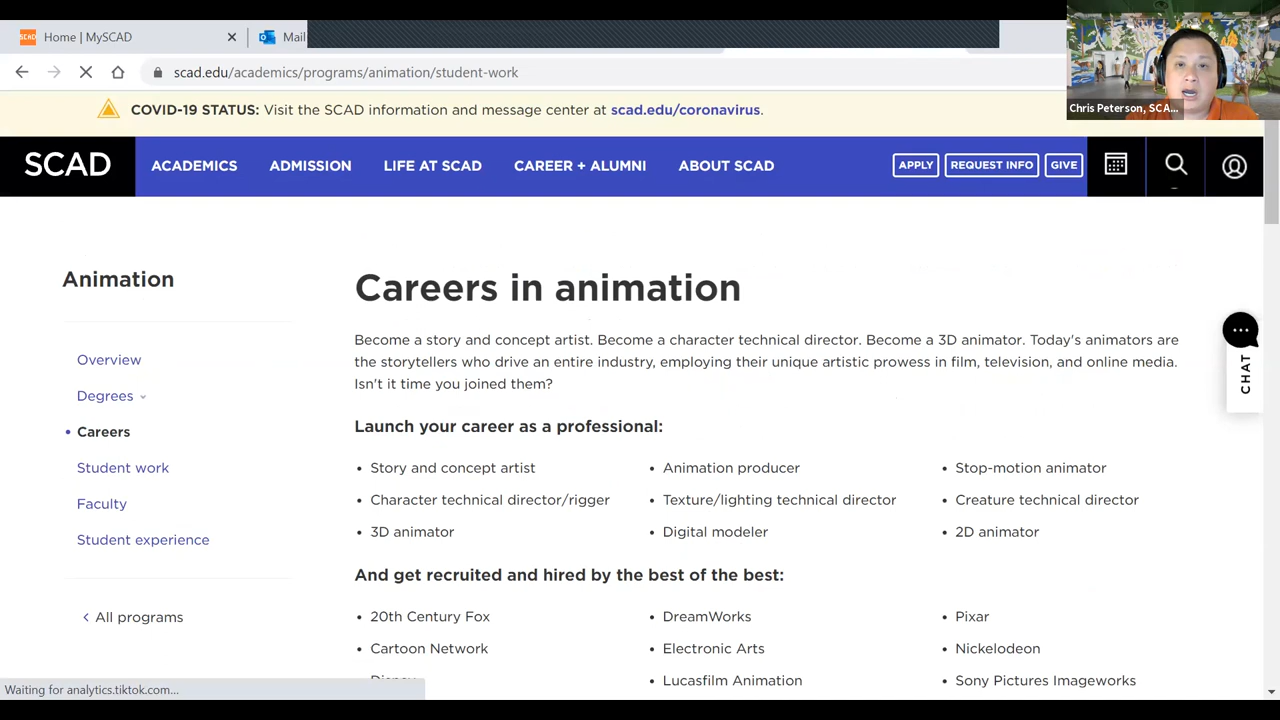 Home | MySCAD
Mail
scad.edu/academics/programs/animation/student-work
Chris Peterson, SCA...
COVID-19 STATUS: Visit the SCAD information and message center at scad.edu/coronavirus.
SCAD
ACADEMICS ADMISSION LIFE AT SCAD CAREER + ALUMNI ABOUT SCAD APPLY REQUEST INFO GIVE
Animation
Overview
Degrees
Careers
Student work
Faculty
Student experience
All programs
Careers in animation
Become a story and concept artist. Become a character technical director. Become a 3D animator. Today's animators are
the storytellers who drive an entire industry, employing their unique artistic prowess in film, television, and online media.
Isn't it time you joined them?
Launch your career as a professional:
• Story and concept artist
• Character technical director/rigger
• 3D animator
• Animation producer
• Texture/lighting technical director
• Digital modeler
• Stop-motion animator
• Creature technical director
• 2D animator
And get recruited and hired by the best of the best:
• 20th Century Fox
• Cartoon Network
• Disney
• DreamWorks
• Electronic Arts
• Lucasfilm Animation
• Pixar
• Nickelodeon
• Sony Pictures Imageworks
CHAT
Waiting for analytics.tiktok.com...